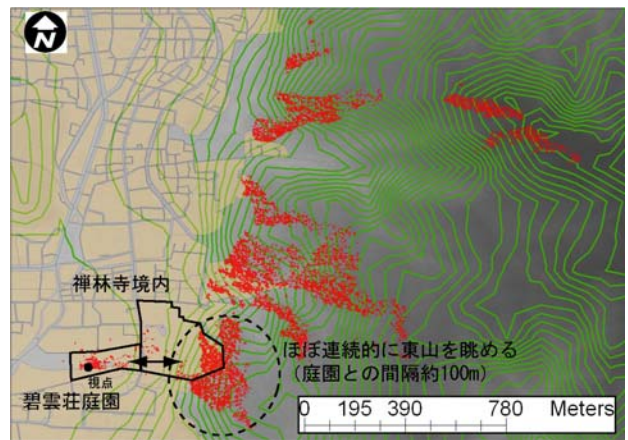 N
禅林寺境内
ほぼ連続的に東山を眺める
（庭園との間隔約100m）
視点
碧雲荘庭園
0 195 390 780 Meters